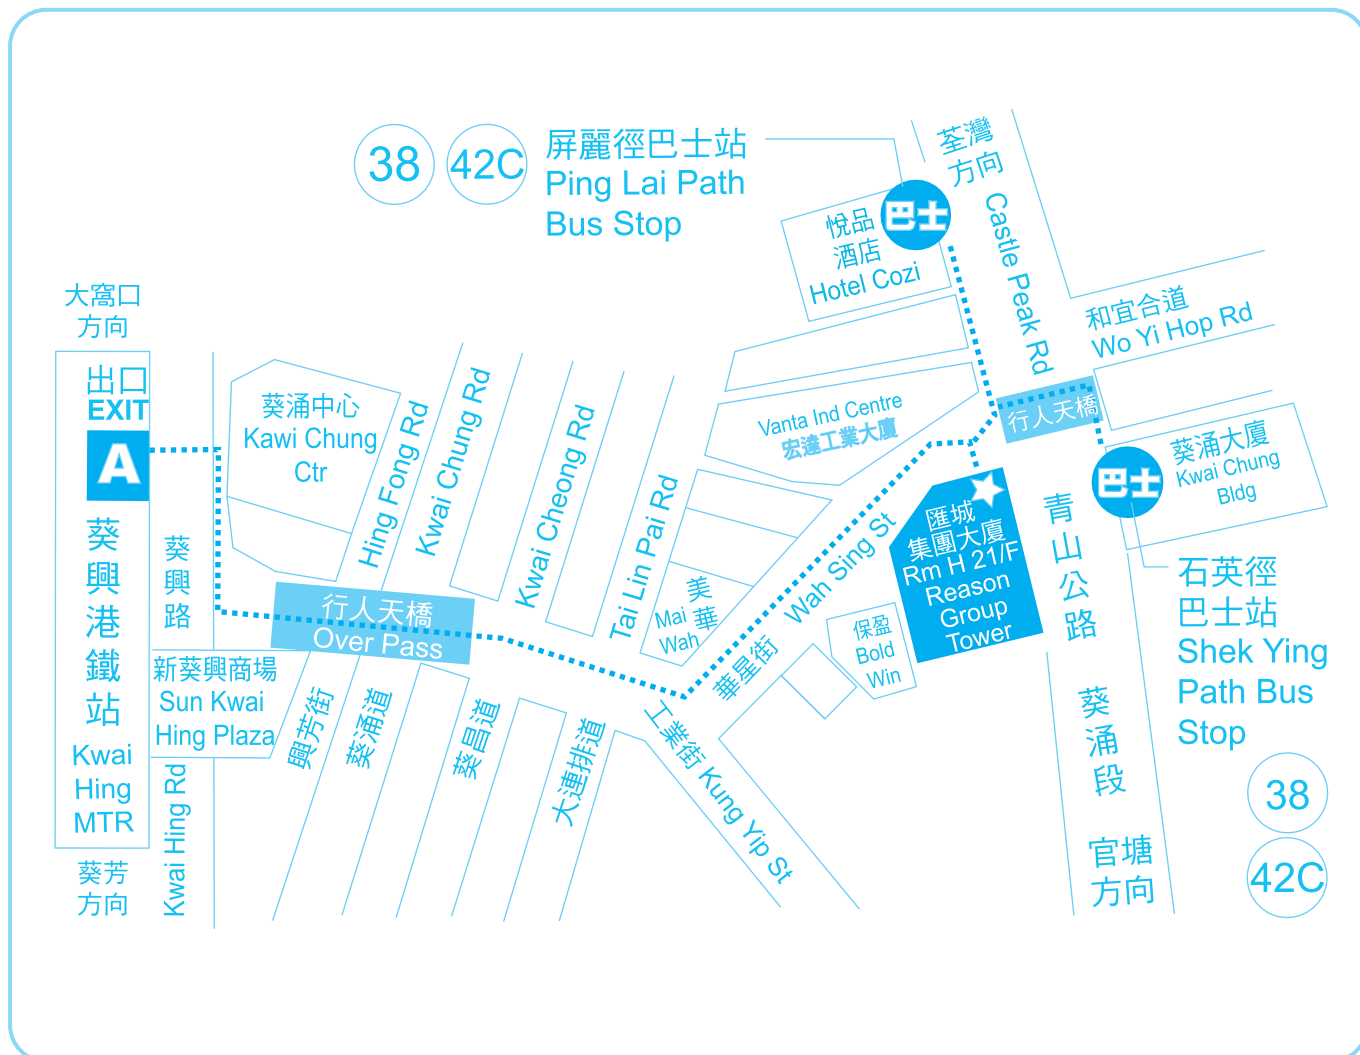 38
42C
屏麗徑巴士站
Ping Lai Path
Bus Stop
荃灣
方向
Castle Peak Rd
巴士
悅品
酒店
Hotel Cozi
和宜合道
Wo Yi Hop Rd
大窩口
方向
出口
EXIT
A
葵興港鐵站
Kwai
Hing
MTR
葵芳
方向
葵興路
Kwai Hing Rd
葵涌中心
Kawi Chung
Ctr
Hing Fong Rd
Kwai Chung Rd
Kwai Cheong Rd
Tai Lin Pai Rd
行人天橋
Over Pass
新葵興商場
Sun Kwai
Hing Plaza
興芳街
葵涌道
葵昌道
大連排道
工業街 Kung Yip St
美華
Mai
Wah
華星街 Wah Sing St
Vanta Ind Centre
宏達工業大廈
行人天橋
匯城
集團大廈
Rm H 21/F
Reason
Group
Tower
保盈
Bold
Win
巴士
葵涌大廈
Kwai Chung
Bldg
青山公路
葵涌段
官塘
方向
石英徑
巴士站
Shek Ying
Path Bus
Stop
38
42C